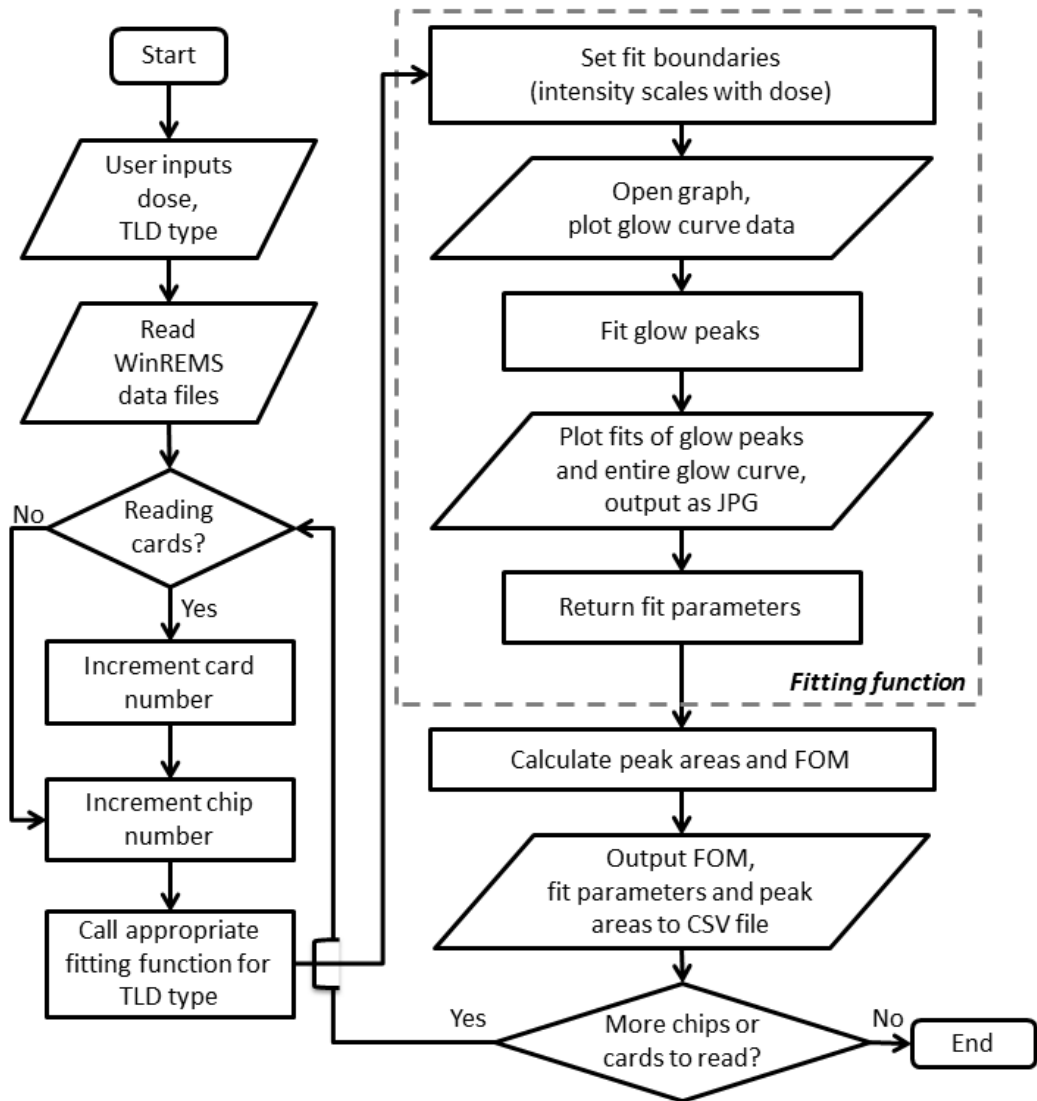 Start
User inputs
dose,
TLD type
Read
WinREMS
data files
Reading
cards?
No
Yes
Increment card
number
Increment chip
number
Call appropriate
fitting function for
TLD type
Set fit boundaries
(intensity scales with dose)
Open graph,
plot glow curve data
Fit glow peaks
Plot fits of glow peaks
and entire glow curve,
output as JPG
Return fit parameters
Fitting function
Calculate peak areas and FOM
Output FOM,
fit parameters and peak
areas to CSV file
More chips or
cards to read?
Yes
No
End